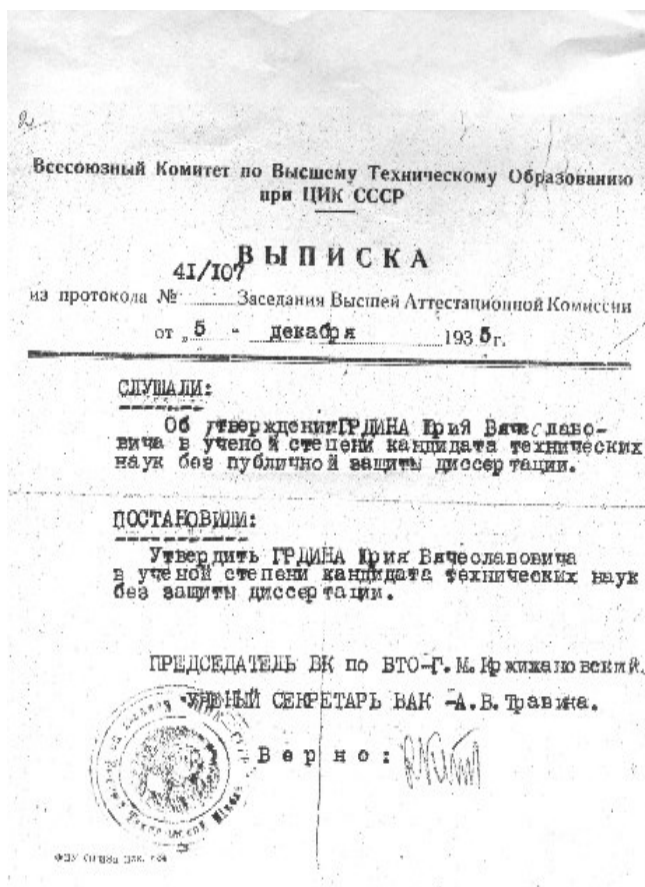 Всесоюзный Комитет по Высшему Техническому Образованию
при ЦИК СССР
ВЫПИСКА
41/107
из протокола № Заседания Высшей Аттестационной Комиссии
от „5 - декабря 1935г.
СЛУШАЛИ:
Об утверждении ГРДИНА Юрия Вячеславо-
вича в ученой степени кандидата технических
наук без публичной защиты диссертации.
ПОСТАНОВИЛИ:
Утвердить ГРДИНА Юрия Вячеславовича
в ученой степени кандидата технических наук
без защиты диссертации.
ПРЕДСЕДАТЕЛЬ ВК по ВТО-Г.М.Кржижановский.
УЧЕНЫЙ СЕКРЕТАРЬ ВАК -А.В.Травина.
Верно: